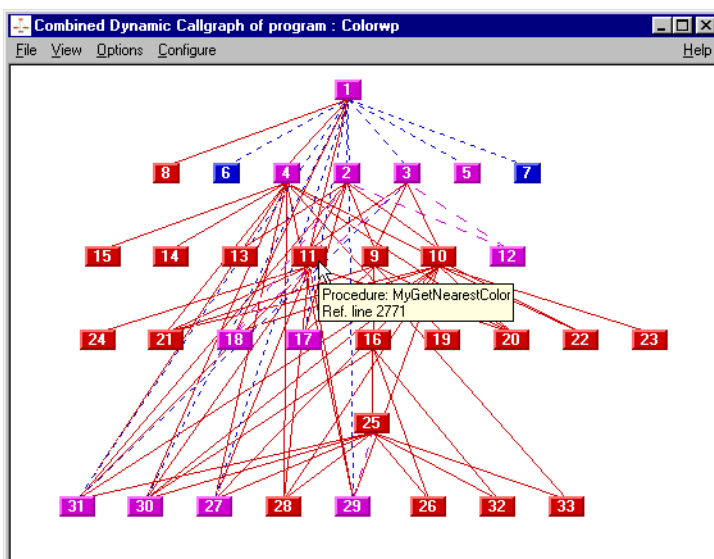 Combined Dynamic Callgraph of program : Colorwp
File View Options Configure Help
1
8 6 4 2 3 5 7
15 14 13 11 9 10 12
Procedure: MyGetNearestColor
Ref. line 2771
24 21 18 17 16 19 20 22 23
25
31 30 27 28 29 26 32 33